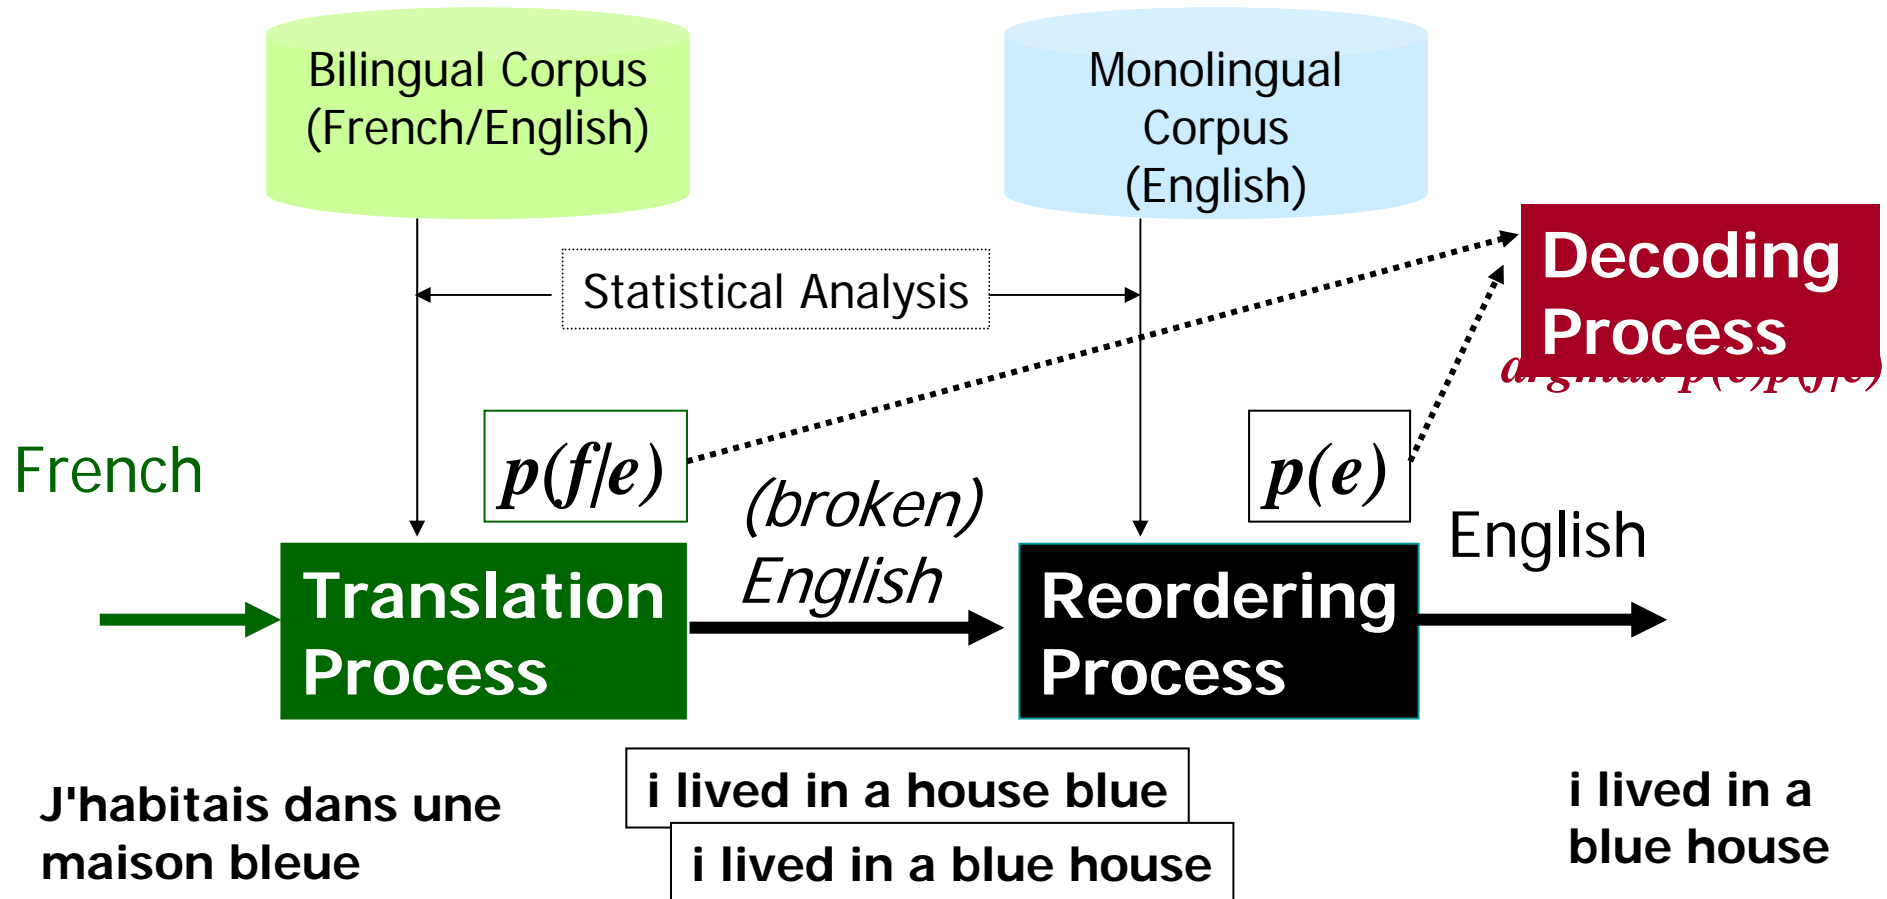 Bilingual Corpus
(French/English)
Monolingual
Corpus
(English)
Decoding
Process
argmax p(e)p(f/e)
Statistical Analysis
p(f/e)
p(e)
French
(broken)
English
English
Translation
Process
Reordering
Process
J'habitais dans une
maison bleue
i lived in a house blue
i lived in a blue house
i lived in a
blue house